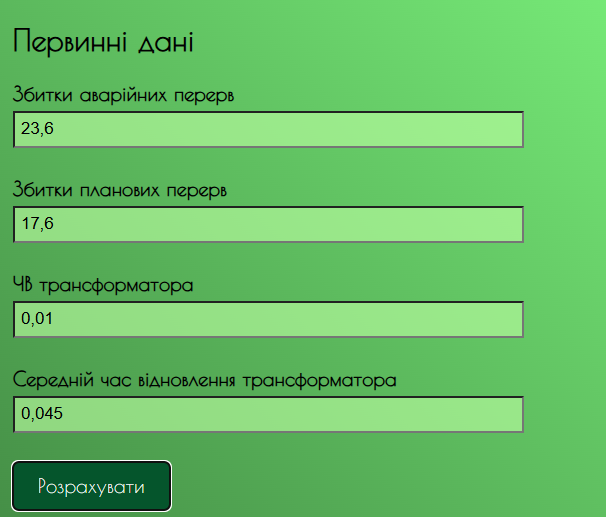 Первинні дані
Збитки аварійних перерв
23,6
Збитки планових перерв
17,6
ЧВ трансформатора
0,01
Середній час відновлення трансформатора
0,045
Розрахувати